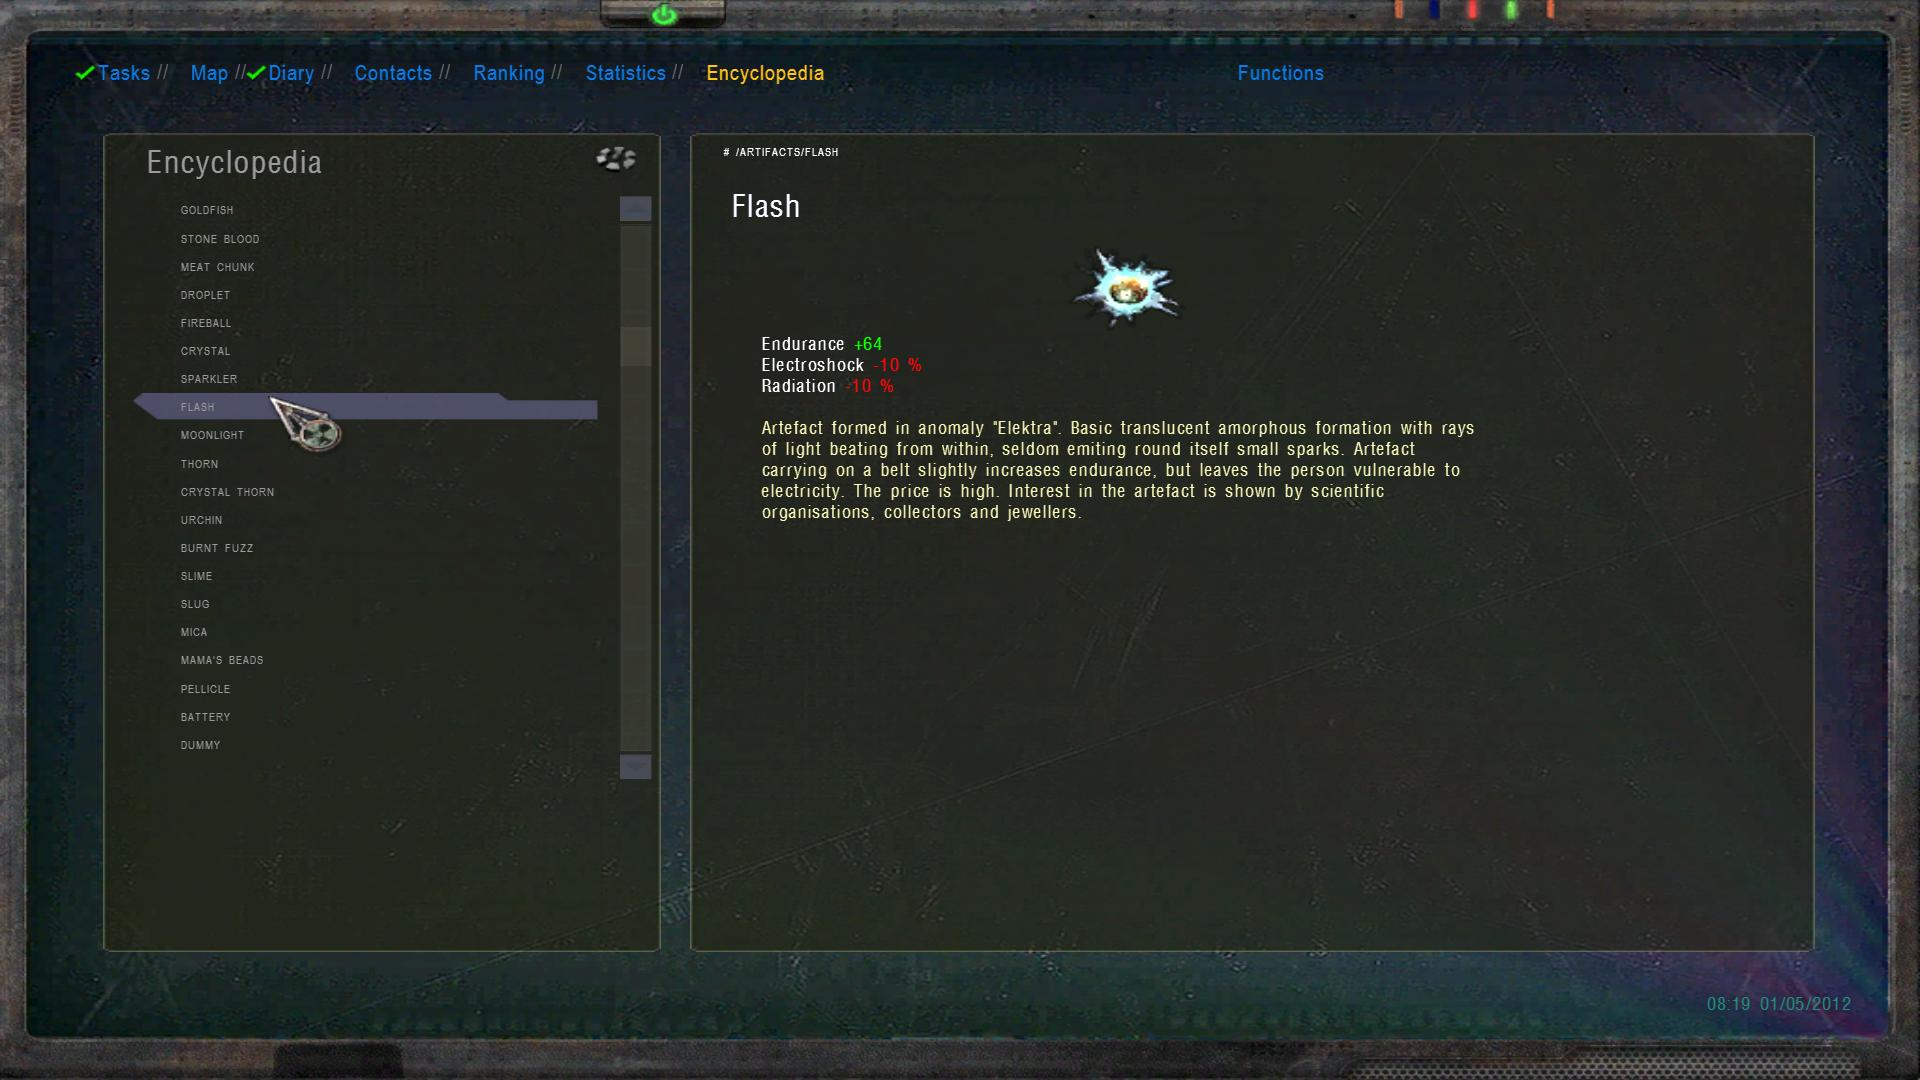 Tasks // Map // Diary // Contacts // Ranking // Statistics // Encyclopedia Functions
Encyclopedia
GOLDFISH
STONE BLOOD
MEAT CHUNK
DROPLET
FIREBALL
CRYSTAL
SPARKLER
FLASH
MOONLIGHT
THORN
CRYSTAL THORN
URCHIN
BURNT FUZZ
SLIME
SLUG
MICA
MAMA'S BEADS
PELLICLE
BATTERY
DUMMY
# /ARTIFACTS/FLASH
Flash
Endurance +64
Electroshock -10 %
Radiation -10 %
Artefact formed in anomaly "Elektra". Basic translucent amorphous formation with rays
of light beating from within, seldom emiting round itself small sparks. Artefact
carrying on a belt slightly increases endurance, but leaves the person vulnerable to
electricity. The price is high. Interest in the artefact is shown by scientific
organisations, collectors and jewellers.
08:19 01/05/2012